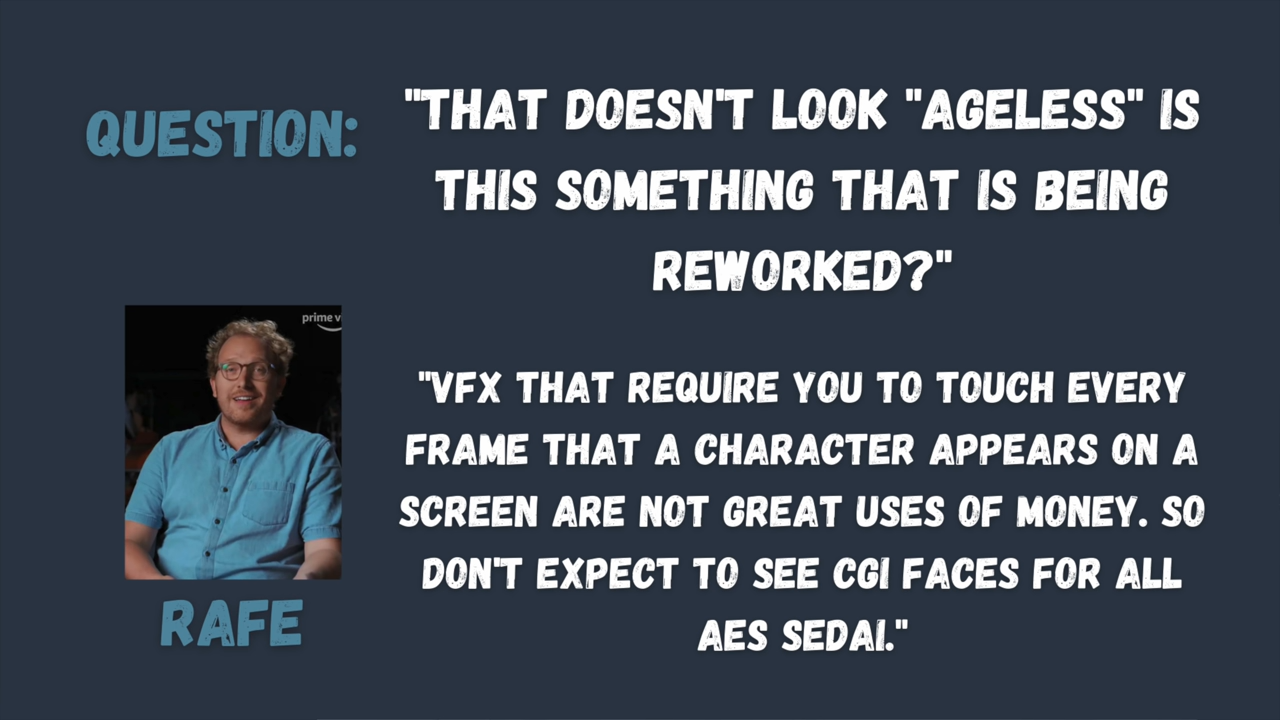 QUESTION:
"THAT DOESN'T LOOK "AGELESS" IS
THIS SOMETHING THAT IS BEING
REWORKED?"
prime v
RAFE
"VFX THAT REQUIRE YOU TO TOUCH EVERY
FRAME THAT A CHARACTER APPEARS ON A
SCREEN ARE NOT GREAT USES OF MONEY. SO
DON'T EXPECT TO SEE CGI FACES FOR ALL
AES SEDAI."